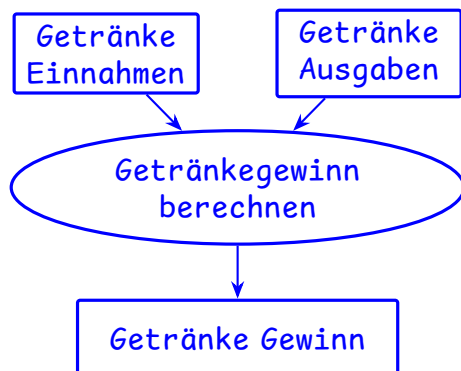 Getränke
Einnahmen
Getränke
Ausgaben
Getränkegewinn
berechnen
Getränke Gewinn